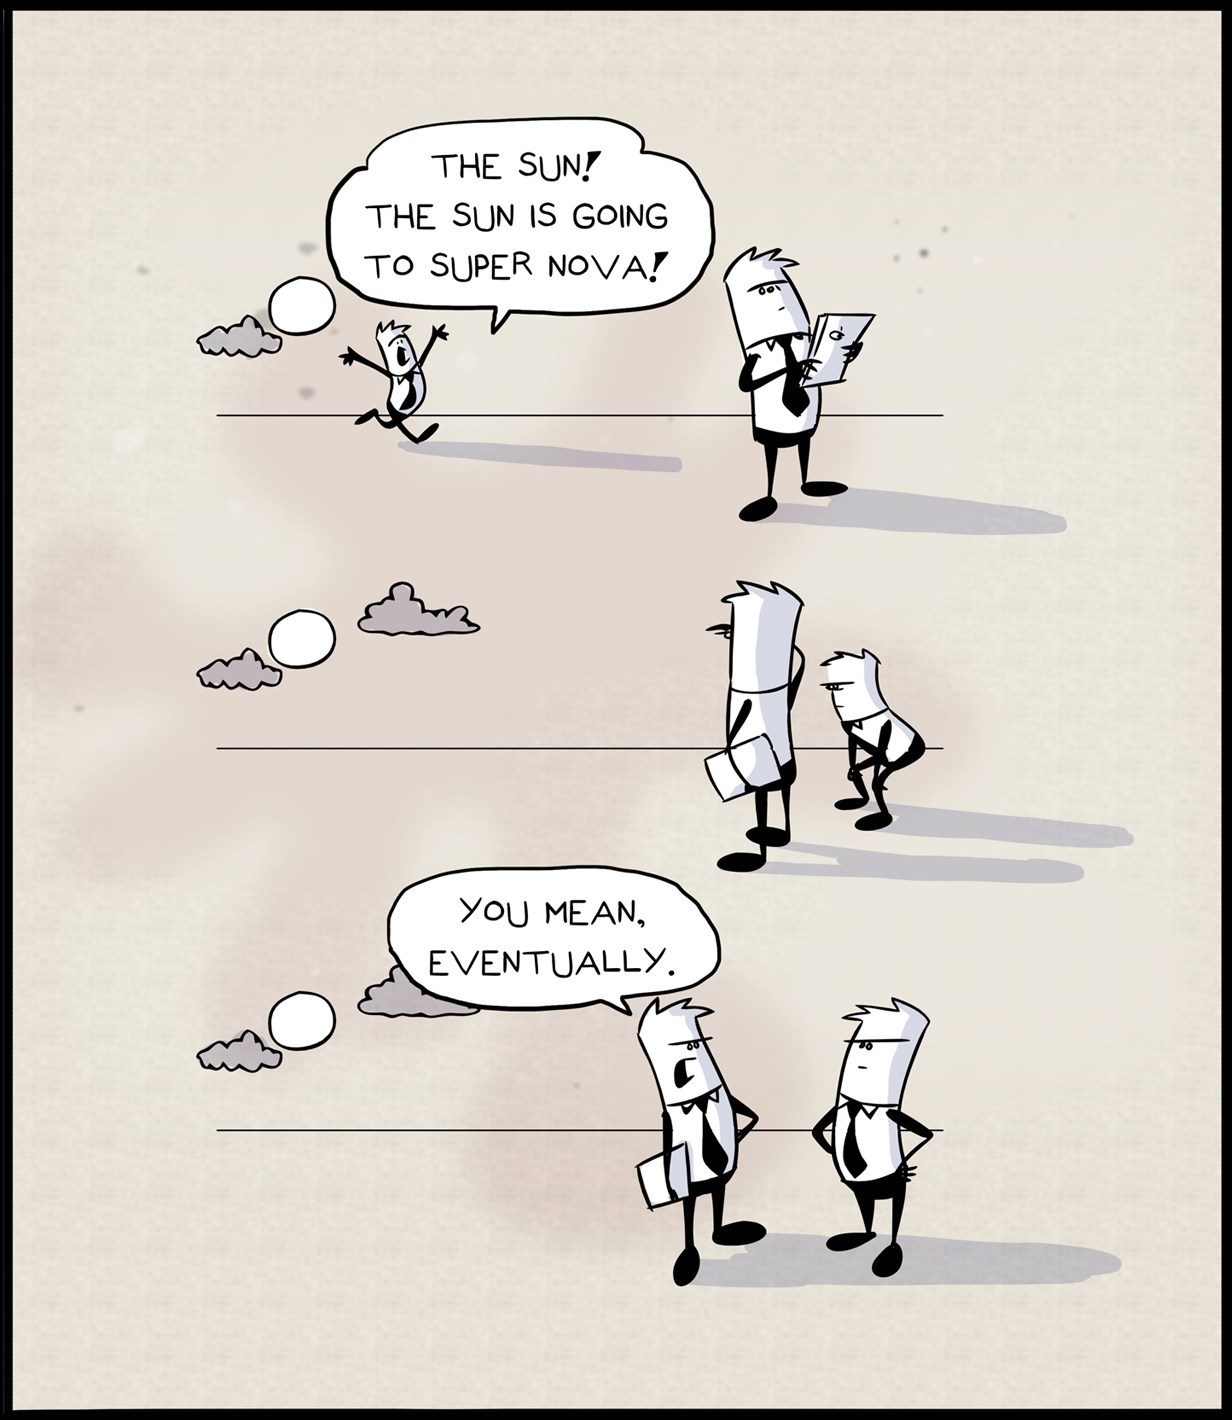 THE SUN!
THE SUN IS GOING
TO SUPER NOVA!
YOU MEAN,
EVENTUALLY.